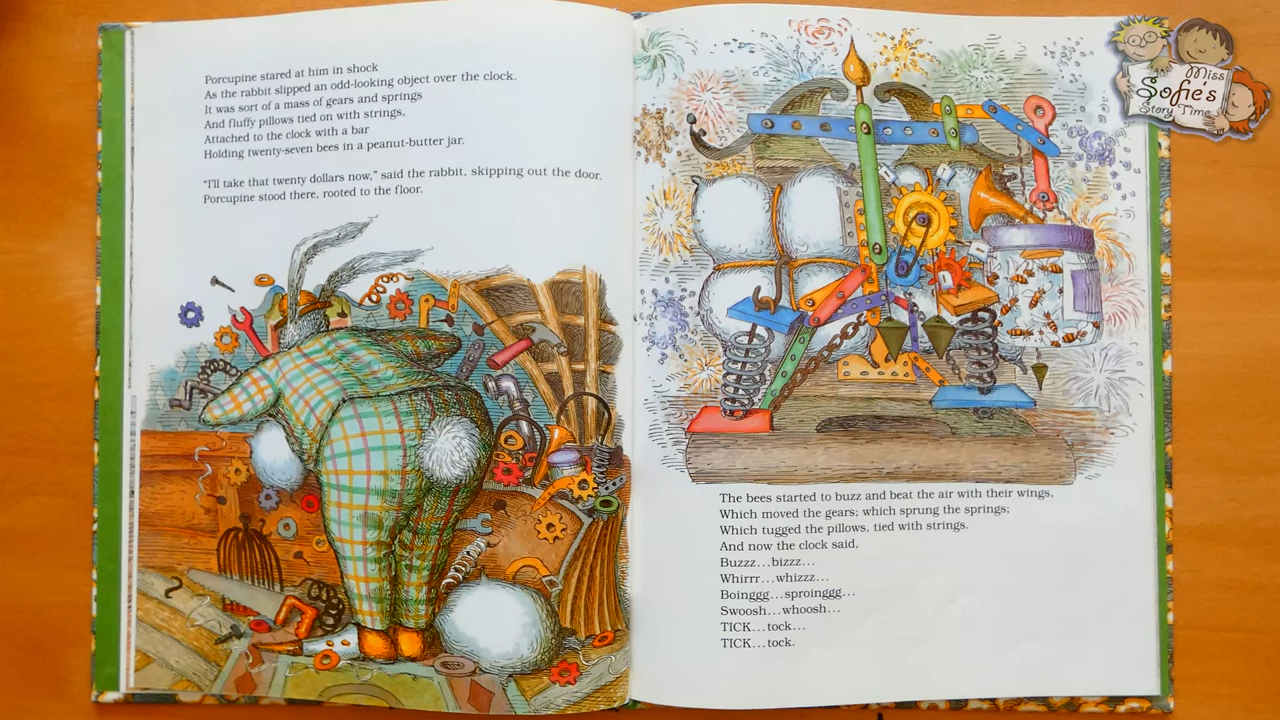 Porcupine stared at him in shock
As the rabbit slipped an odd-looking object over the clock.
It was sort of a mass of gears and springs
And fluffy pillows tied on with strings,
Attached to the clock with a bar
Holding twenty-seven bees in a peanut-butter jar.
"I'll take that twenty dollars now," said the rabbit, skipping out the door.
Porcupine stood there, rooted to the floor.
The bees started to buzz and beat the air with their wings,
Which moved the gears; which sprung the springs;
Which tugged the pillows, tied with strings.
And now the clock said,
Buzzz...bizzz...
Whirrr...whizzz...
Boinggg...sproinggg...
Swoosh...whoosh...
TICK...tock...
TICK...tock.
Miss
Sofie's
Story Time